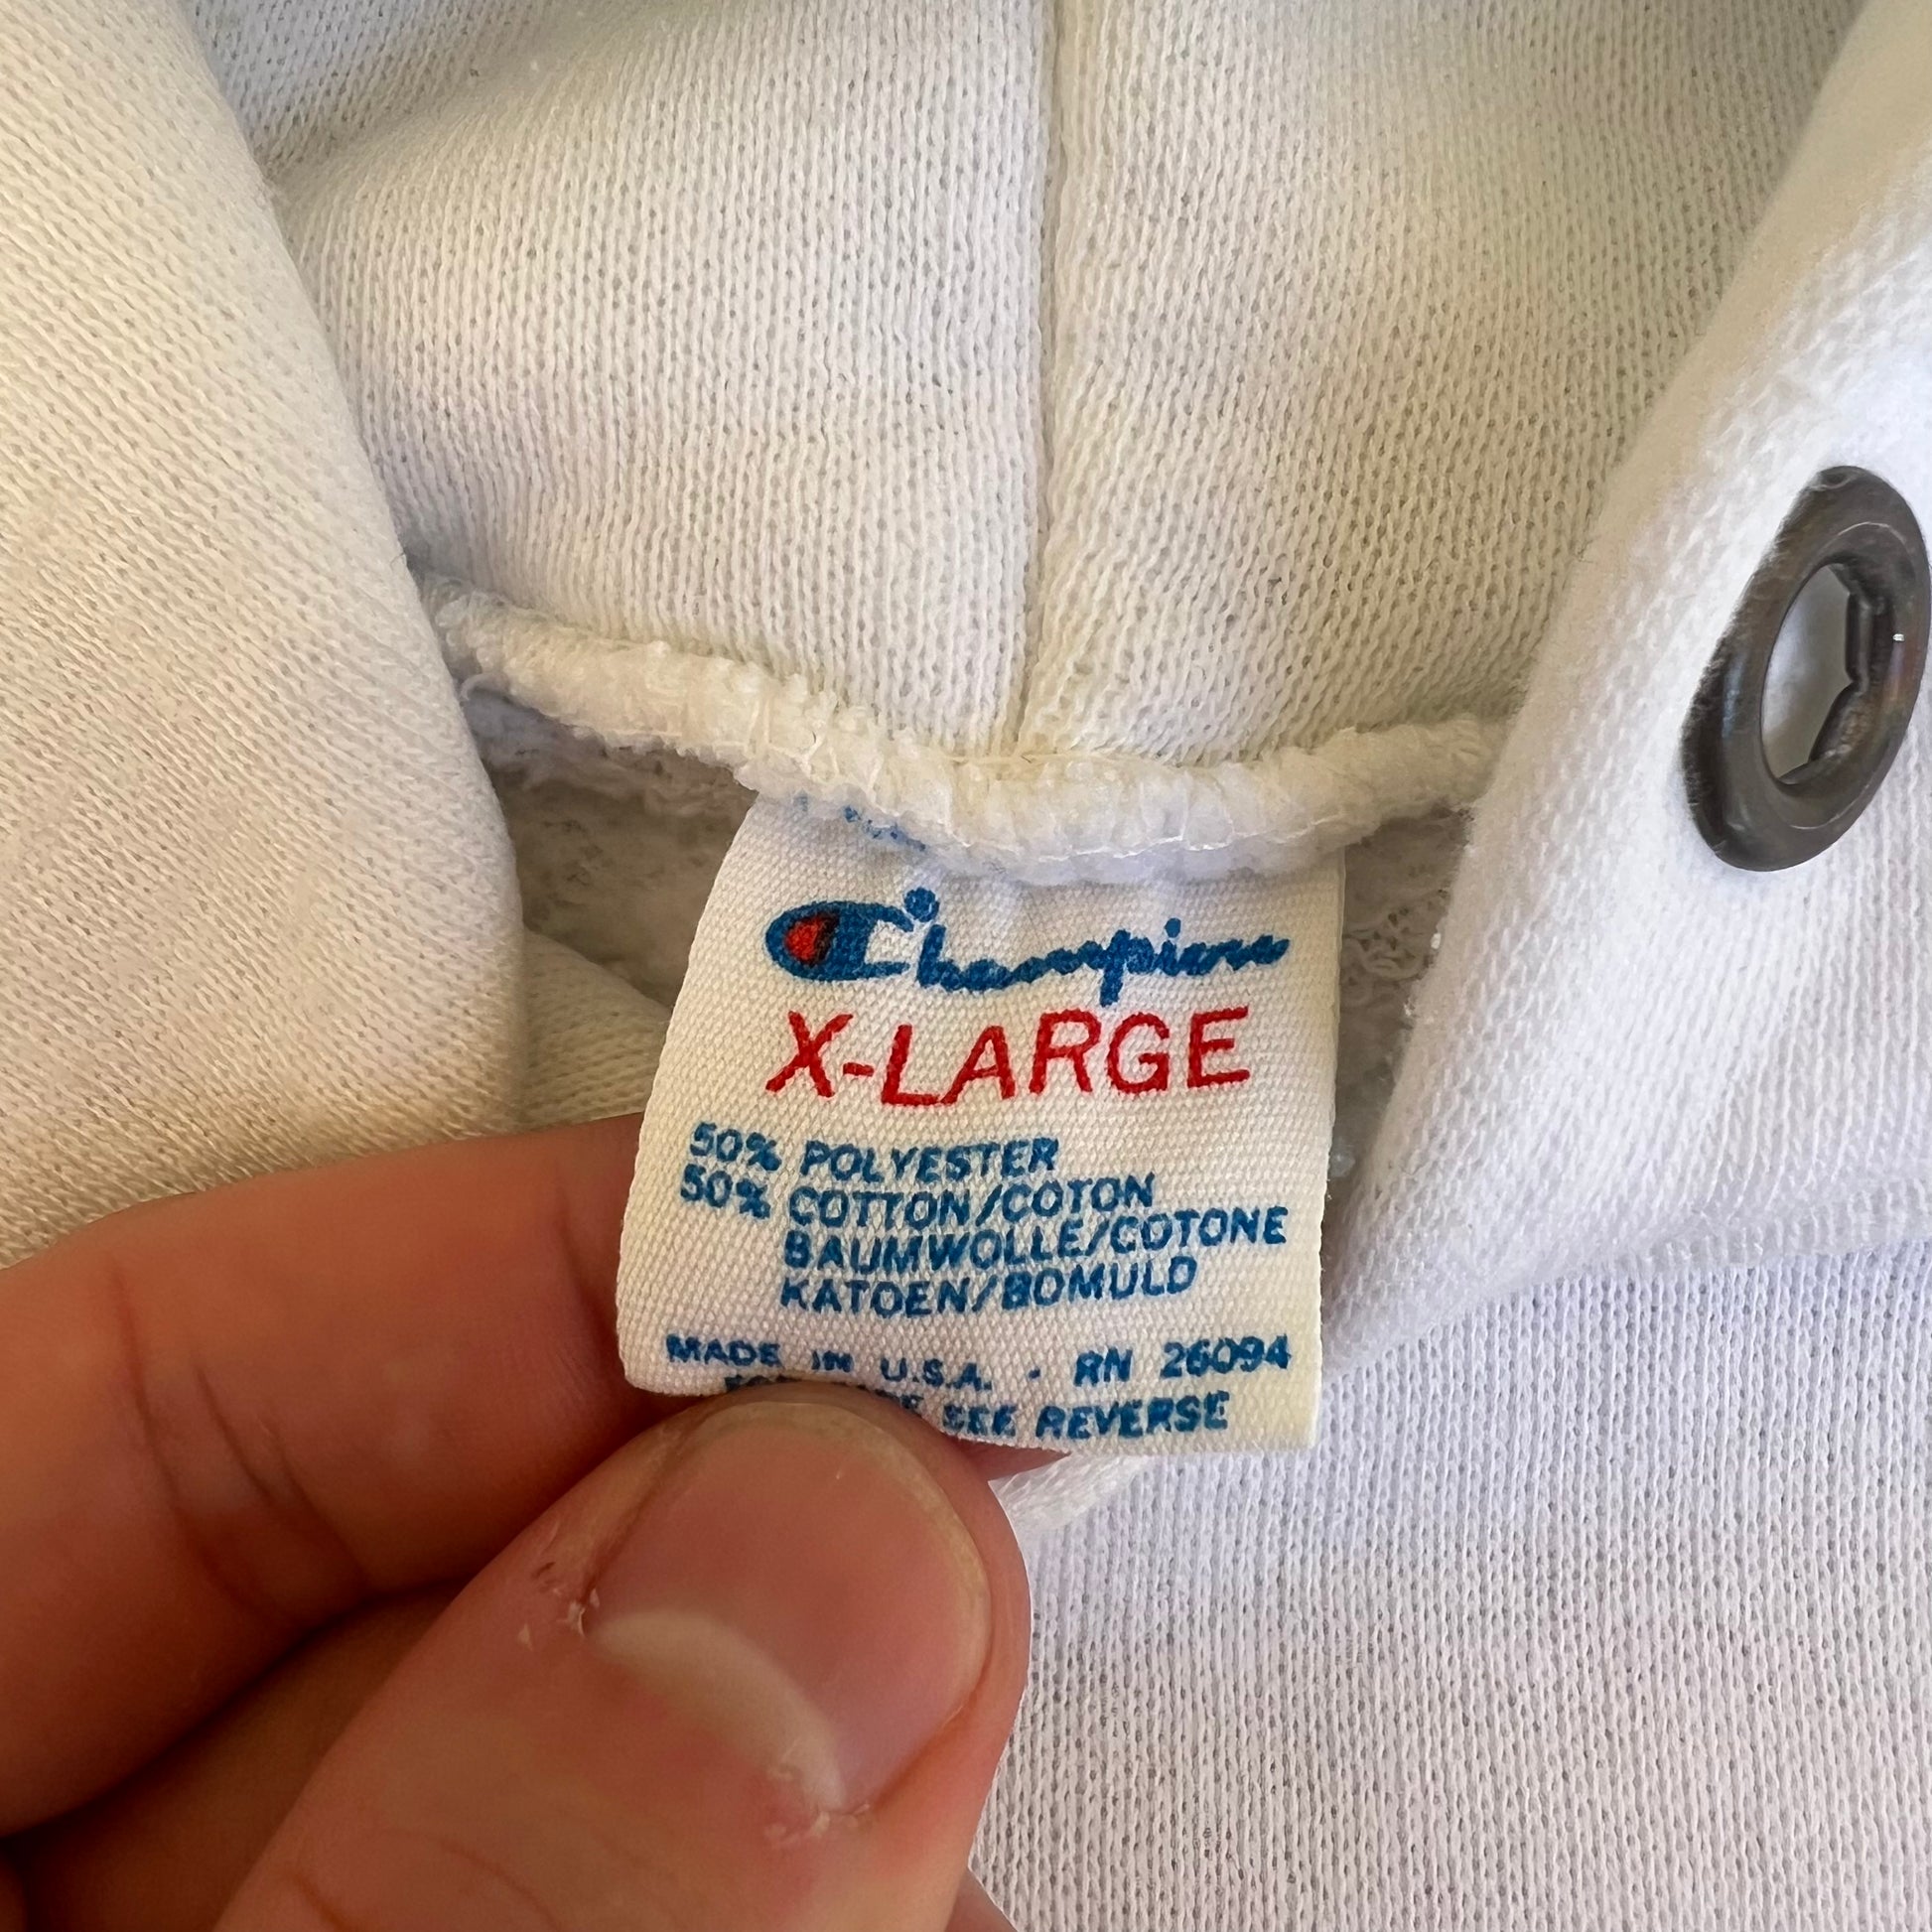 Champion
X-LARGE
50% POLYESTER
50% COTTON/COTON
BAUMWOLLE/COTONE
KATOEN/BOMULD
MADE IN U.S.A. - RN 26094
SEE REVERSE